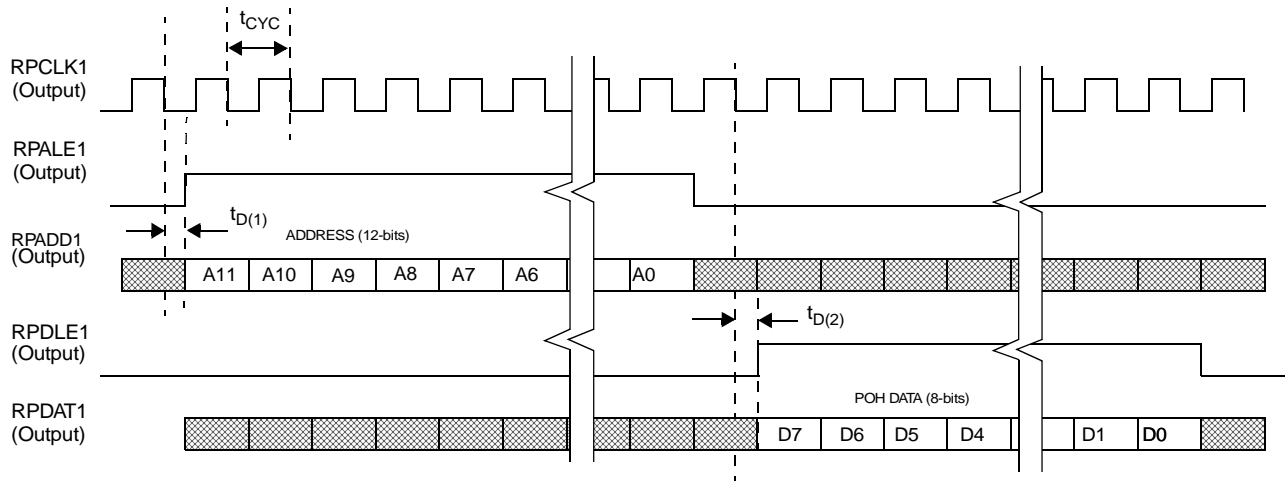 tCYC
RPCLK1
(Output)
RPALE1
(Output)
tD(1)
RPADD1
(Output)
ADDRESS (12-bits)
A11 A10 A9 A8 A7 A6 A0
RPDLE1
(Output)
tD(2)
RPDAT1
(Output)
POH DATA (8-bits)
D7 D6 D5 D4 D1 D0